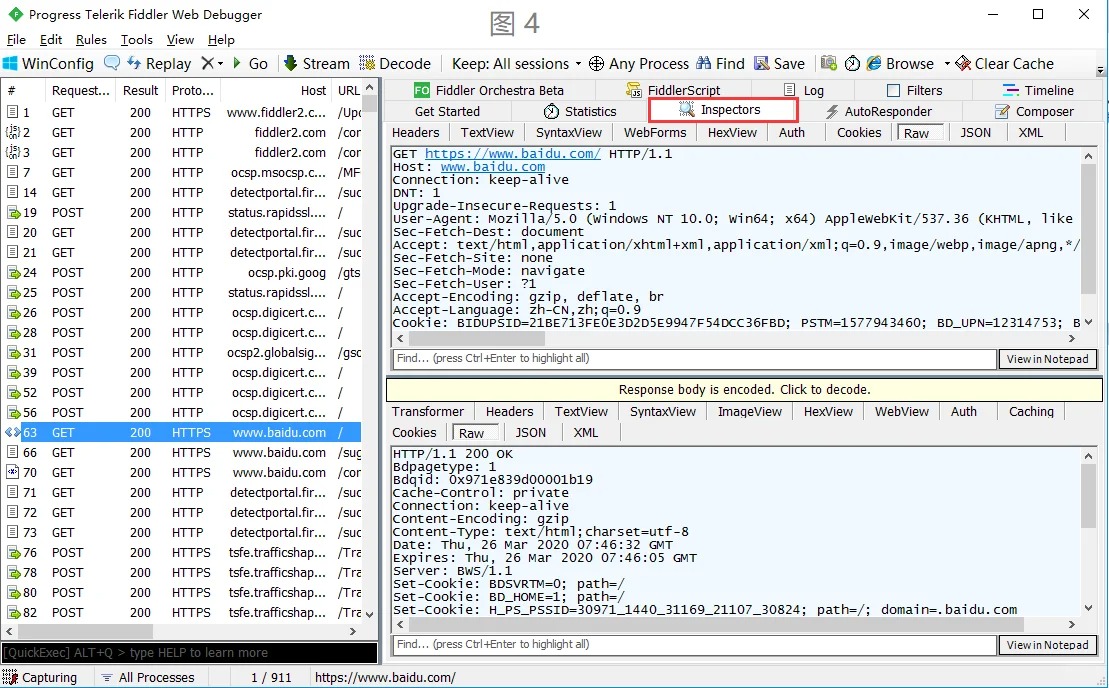 Progress Telerik Fiddler Web Debugger
图 4
File Edit Rules Tools View Help
WinConfig Replay Go Stream Decode Keep: All sessions Any Process Find Save Browse Clear Cache
# Request... Result Proto... Host URL
1 GET 200 HTTPS www.fiddler2.c... /Upd
2 GET 200 HTTP fiddler2.com /cor
3 GET 200 HTTP fiddler2.com /cor
7 GET 200 HTTP ocsp.msocsp.c... /MF
14 GET 200 HTTP detectportal.fir... /suc
19 POST 200 HTTP status.rapidssl.... /
20 GET 200 HTTP detectportal.fir... /suc
21 GET 200 HTTP detectportal.fir... /suc
24 POST 200 HTTP ocsp.pki.goog /gts
25 POST 200 HTTP status.rapidssl.... /
26 POST 200 HTTP ocsp.digicert.c... /
28 POST 200 HTTP ocsp.digicert.c... /
31 POST 200 HTTP ocsp2.globalsig... /gsc
39 POST 200 HTTP ocsp.digicert.c... /
52 POST 200 HTTP ocsp.digicert.c... /
56 POST 200 HTTP ocsp.digicert.c... /
63 GET 200 HTTPS www.baidu.com /
66 GET 200 HTTPS www.baidu.com /sug
70 GET 200 HTTPS www.baidu.com /cor
71 GET 200 HTTP detectportal.fir... /suc
72 GET 200 HTTP detectportal.fir... /suc
73 GET 200 HTTP detectportal.fir... /suc
76 POST 200 HTTPS tsfe.trafficshap... /Tra
78 POST 200 HTTPS tsfe.trafficshap... /Tra
80 POST 200 HTTPS tsfe.trafficshap... /Tra
82 POST 200 HTTPS tsfe.trafficshap... /Tra
[QuickExec] ALT+Q > type HELP to learn more
FO Fiddler Orchestra Beta FiddlerScript Log Filters Timeline
Get Started Statistics Inspectors AutoResponder Composer
Headers TextView SyntaxView WebForms HexView Auth Cookies Raw JSON XML
GET https://www.baidu.com/ HTTP/1.1
Host: www.baidu.com
Connection: keep-alive
DNT: 1
Upgrade-Insecure-Requests: 1
User-Agent: Mozilla/5.0 (Windows NT 10.0; Win64; x64) AppleWebKit/537.36 (KHTML, like
Sec-Fetch-Dest: document
Accept: text/html,application/xhtml+xml,application/xml;q=0.9,image/webp,image/apng,*/
Sec-Fetch-Site: none
Sec-Fetch-Mode: navigate
Sec-Fetch-User: ?1
Accept-Encoding: gzip, deflate, br
Accept-Language: zh-CN,zh;q=0.9
Cookie: BIDUPSID=21BE713FE0E3D2D5E9947F54DCC36FBD; PSTM=1577943460; BD_UPN=12314753; B
Find... (press Ctrl+Enter to highlight all) View in Notepad
Response body is encoded. Click to decode.
Transformer Headers TextView SyntaxView ImageView HexView WebView Auth Caching
Cookies Raw JSON XML
HTTP/1.1 200 OK
Bdpagetype: 1
Bdqid: 0x971e839d00001b19
Cache-Control: private
Connection: keep-alive
Content-Encoding: gzip
Content-Type: text/html;charset=utf-8
Date: Thu, 26 Mar 2020 07:46:32 GMT
Expires: Thu, 26 Mar 2020 07:46:05 GMT
Server: BWS/1.1
Set-Cookie: BDSVRTM=0; path=/
Set-Cookie: BD_HOME=1; path=/
Set-Cookie: H_PS_PSSID=30971_1440_31169_21107_30824; path=/; domain=.baidu.com
Find... (press Ctrl+Enter to highlight all) View in Notepad
Capturing All Processes 1 / 911 https://www.baidu.com/